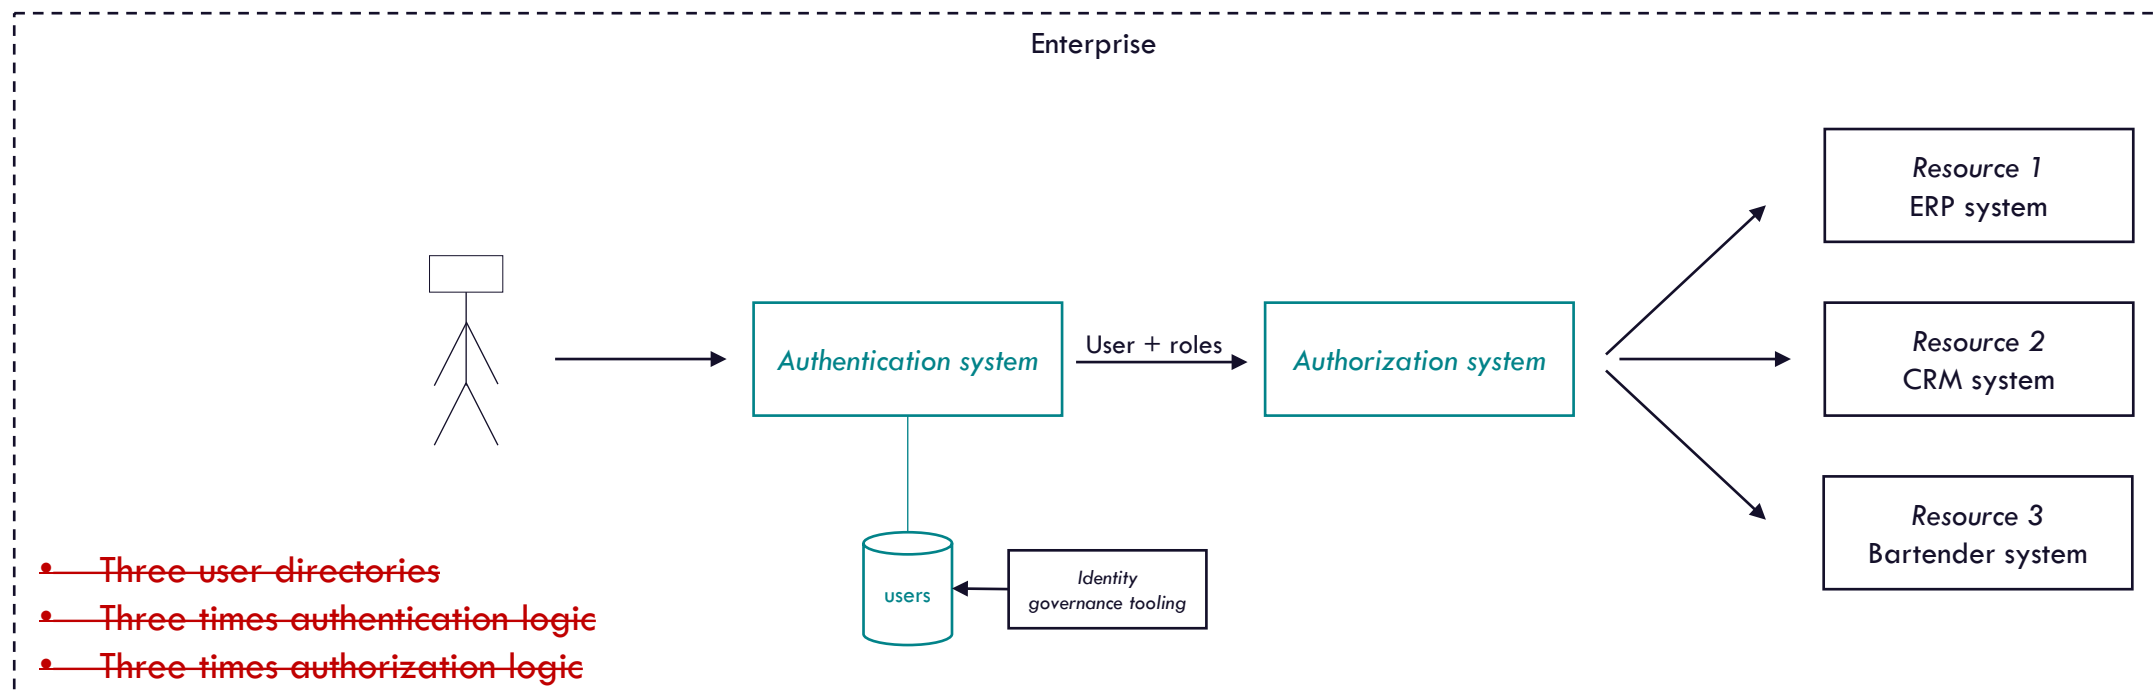 Enterprise
Resource 1
ERP system
Authentication system
User + roles
Authorization system
Resource 2
CRM system
Resource 3
Bartender system
users
Identity
governance tooling
• Three user directories
• Three times authentication logic
• Three times authorization logic